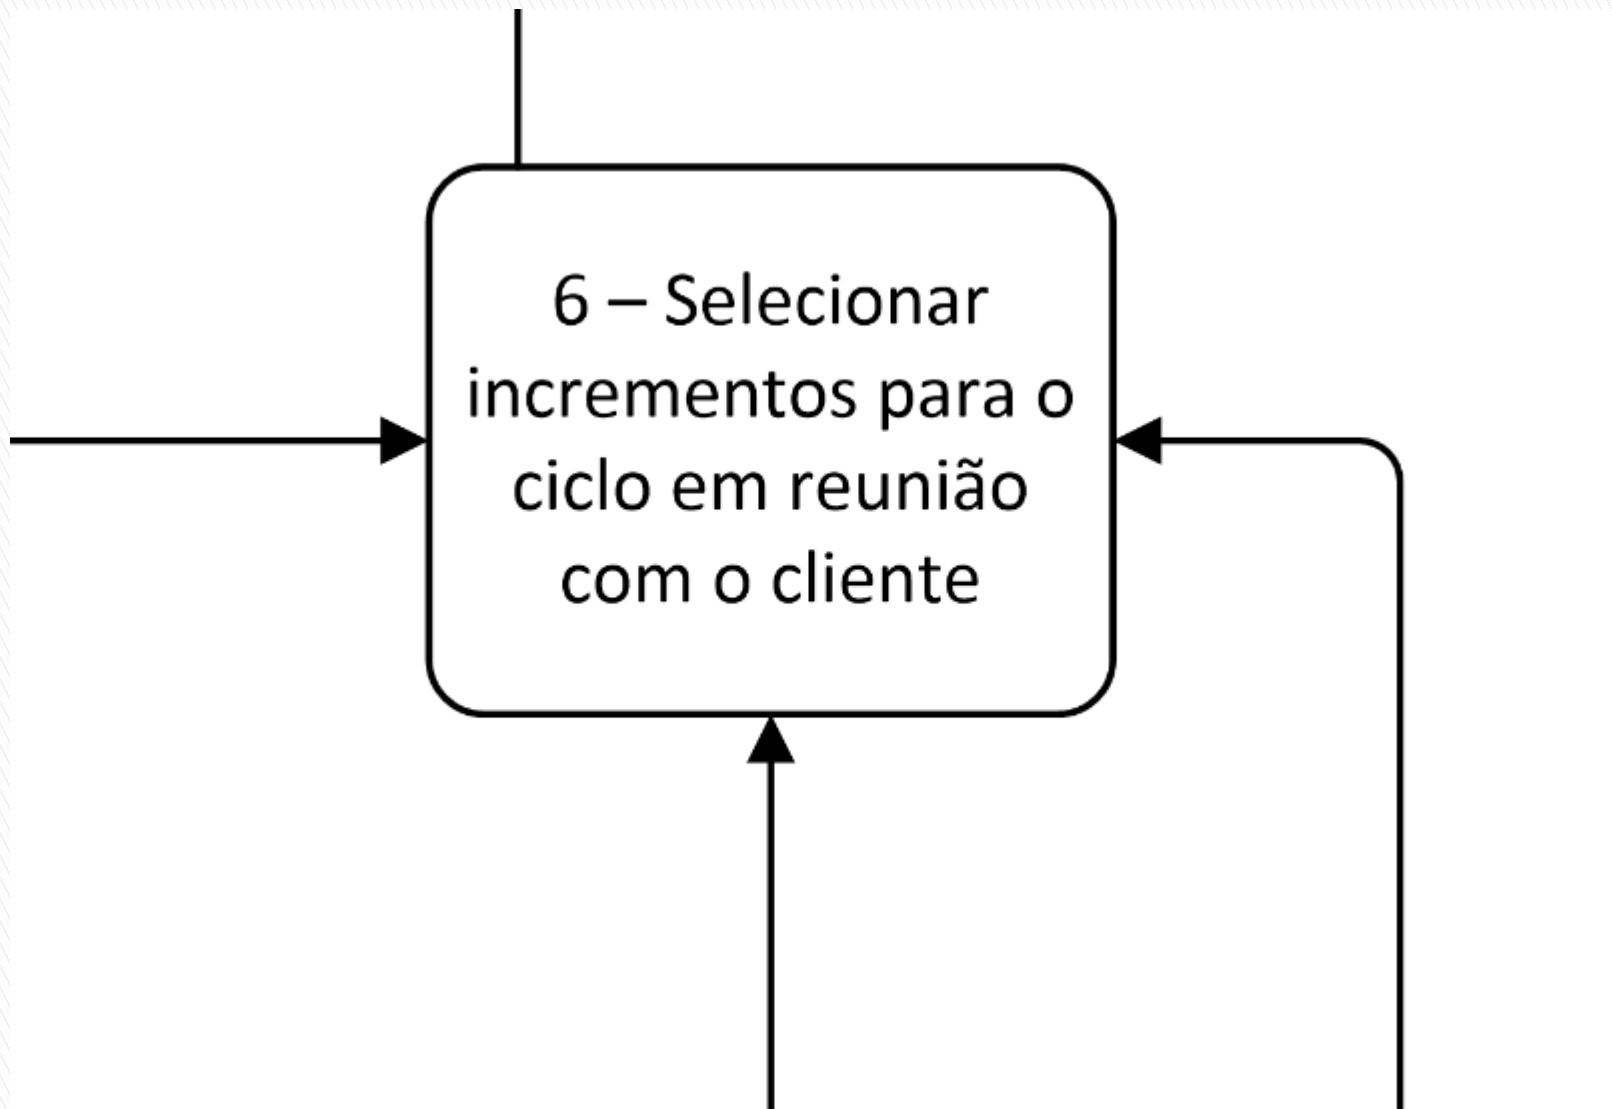 6 – Selecionar
incrementos para o
ciclo em reunião
com o cliente